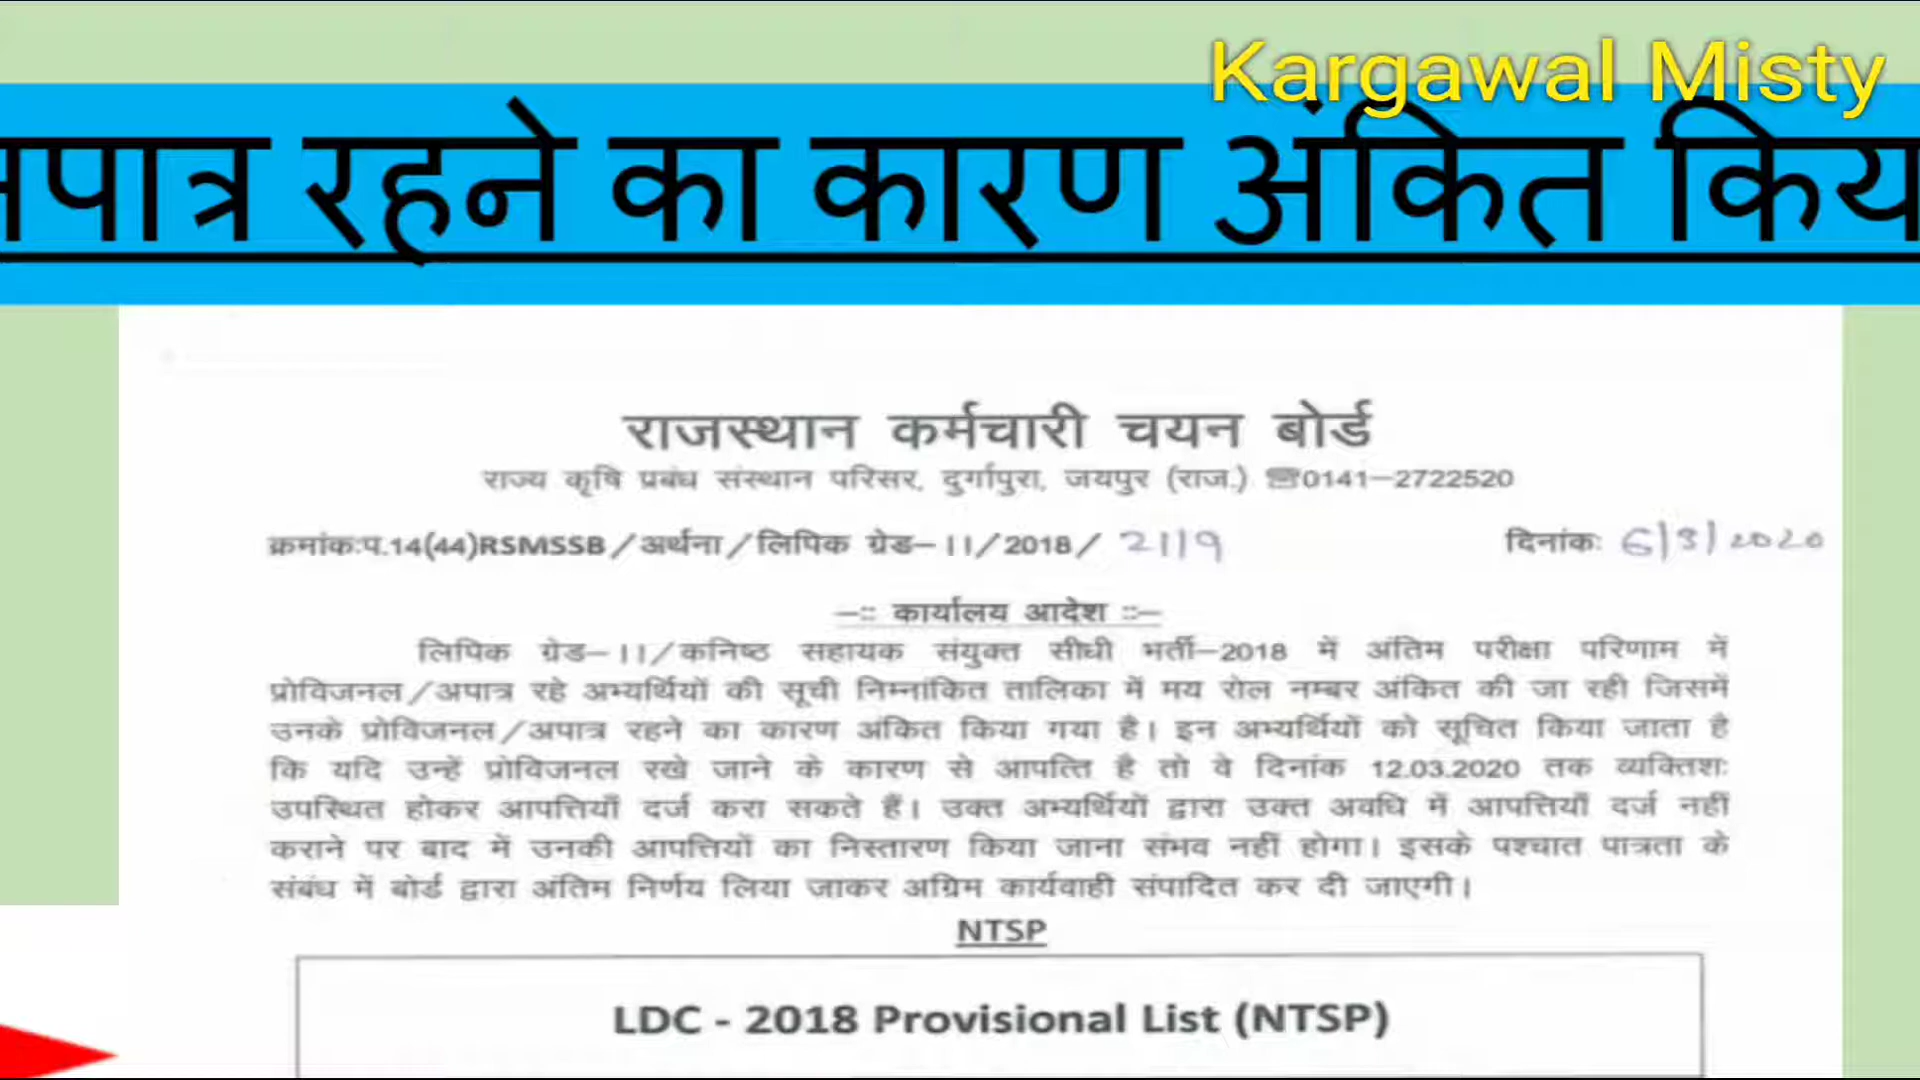 Kargawal Misty
पात्र रहने का कारण अंकित किय
राजस्थान कर्मचारी चयन बोर्ड
राज्य कृषि प्रबंध संस्थान परिसर, दुर्गापुरा, जयपुर (राज.) ☎0141-2722520
क्रमांक:प.14(44)RSMSSB/अर्थना/लिपिक ग्रेड-II/2018/ 2119 दिनांक: 6/3/2020
-:: कार्यालय आदेश ::-
लिपिक ग्रेड-II/कनिष्ठ सहायक संयुक्त सीधी भर्ती-2018 में अंतिम परीक्षा परिणाम में
प्रोविजनल/अपात्र रहे अभ्यर्थियों की सूची निम्नांकित तालिका में मय रोल नम्बर अंकित की जा रही जिसमें
उनके प्रोविजनल/अपात्र रहने का कारण अंकित किया गया है। इन अभ्यर्थियों को सूचित किया जाता है
कि यदि उन्हें प्रोविजनल रखे जाने के कारण से आपत्ति है तो वे दिनांक 12.03.2020 तक व्यक्तिशः
उपस्थित होकर आपत्तियाँ दर्ज करा सकते हैं। उक्त अभ्यर्थियों द्वारा उक्त अवधि में आपत्तियाँ दर्ज नहीं
कराने पर बाद में उनकी आपत्तियों का निस्तारण किया जाना संभव नहीं होगा। इसके पश्चात पात्रता के
संबंध में बोर्ड द्वारा अंतिम निर्णय लिया जाकर अग्रिम कार्यवाही संपादित कर दी जाएगी।
NTSP
LDC - 2018 Provisional List (NTSP)